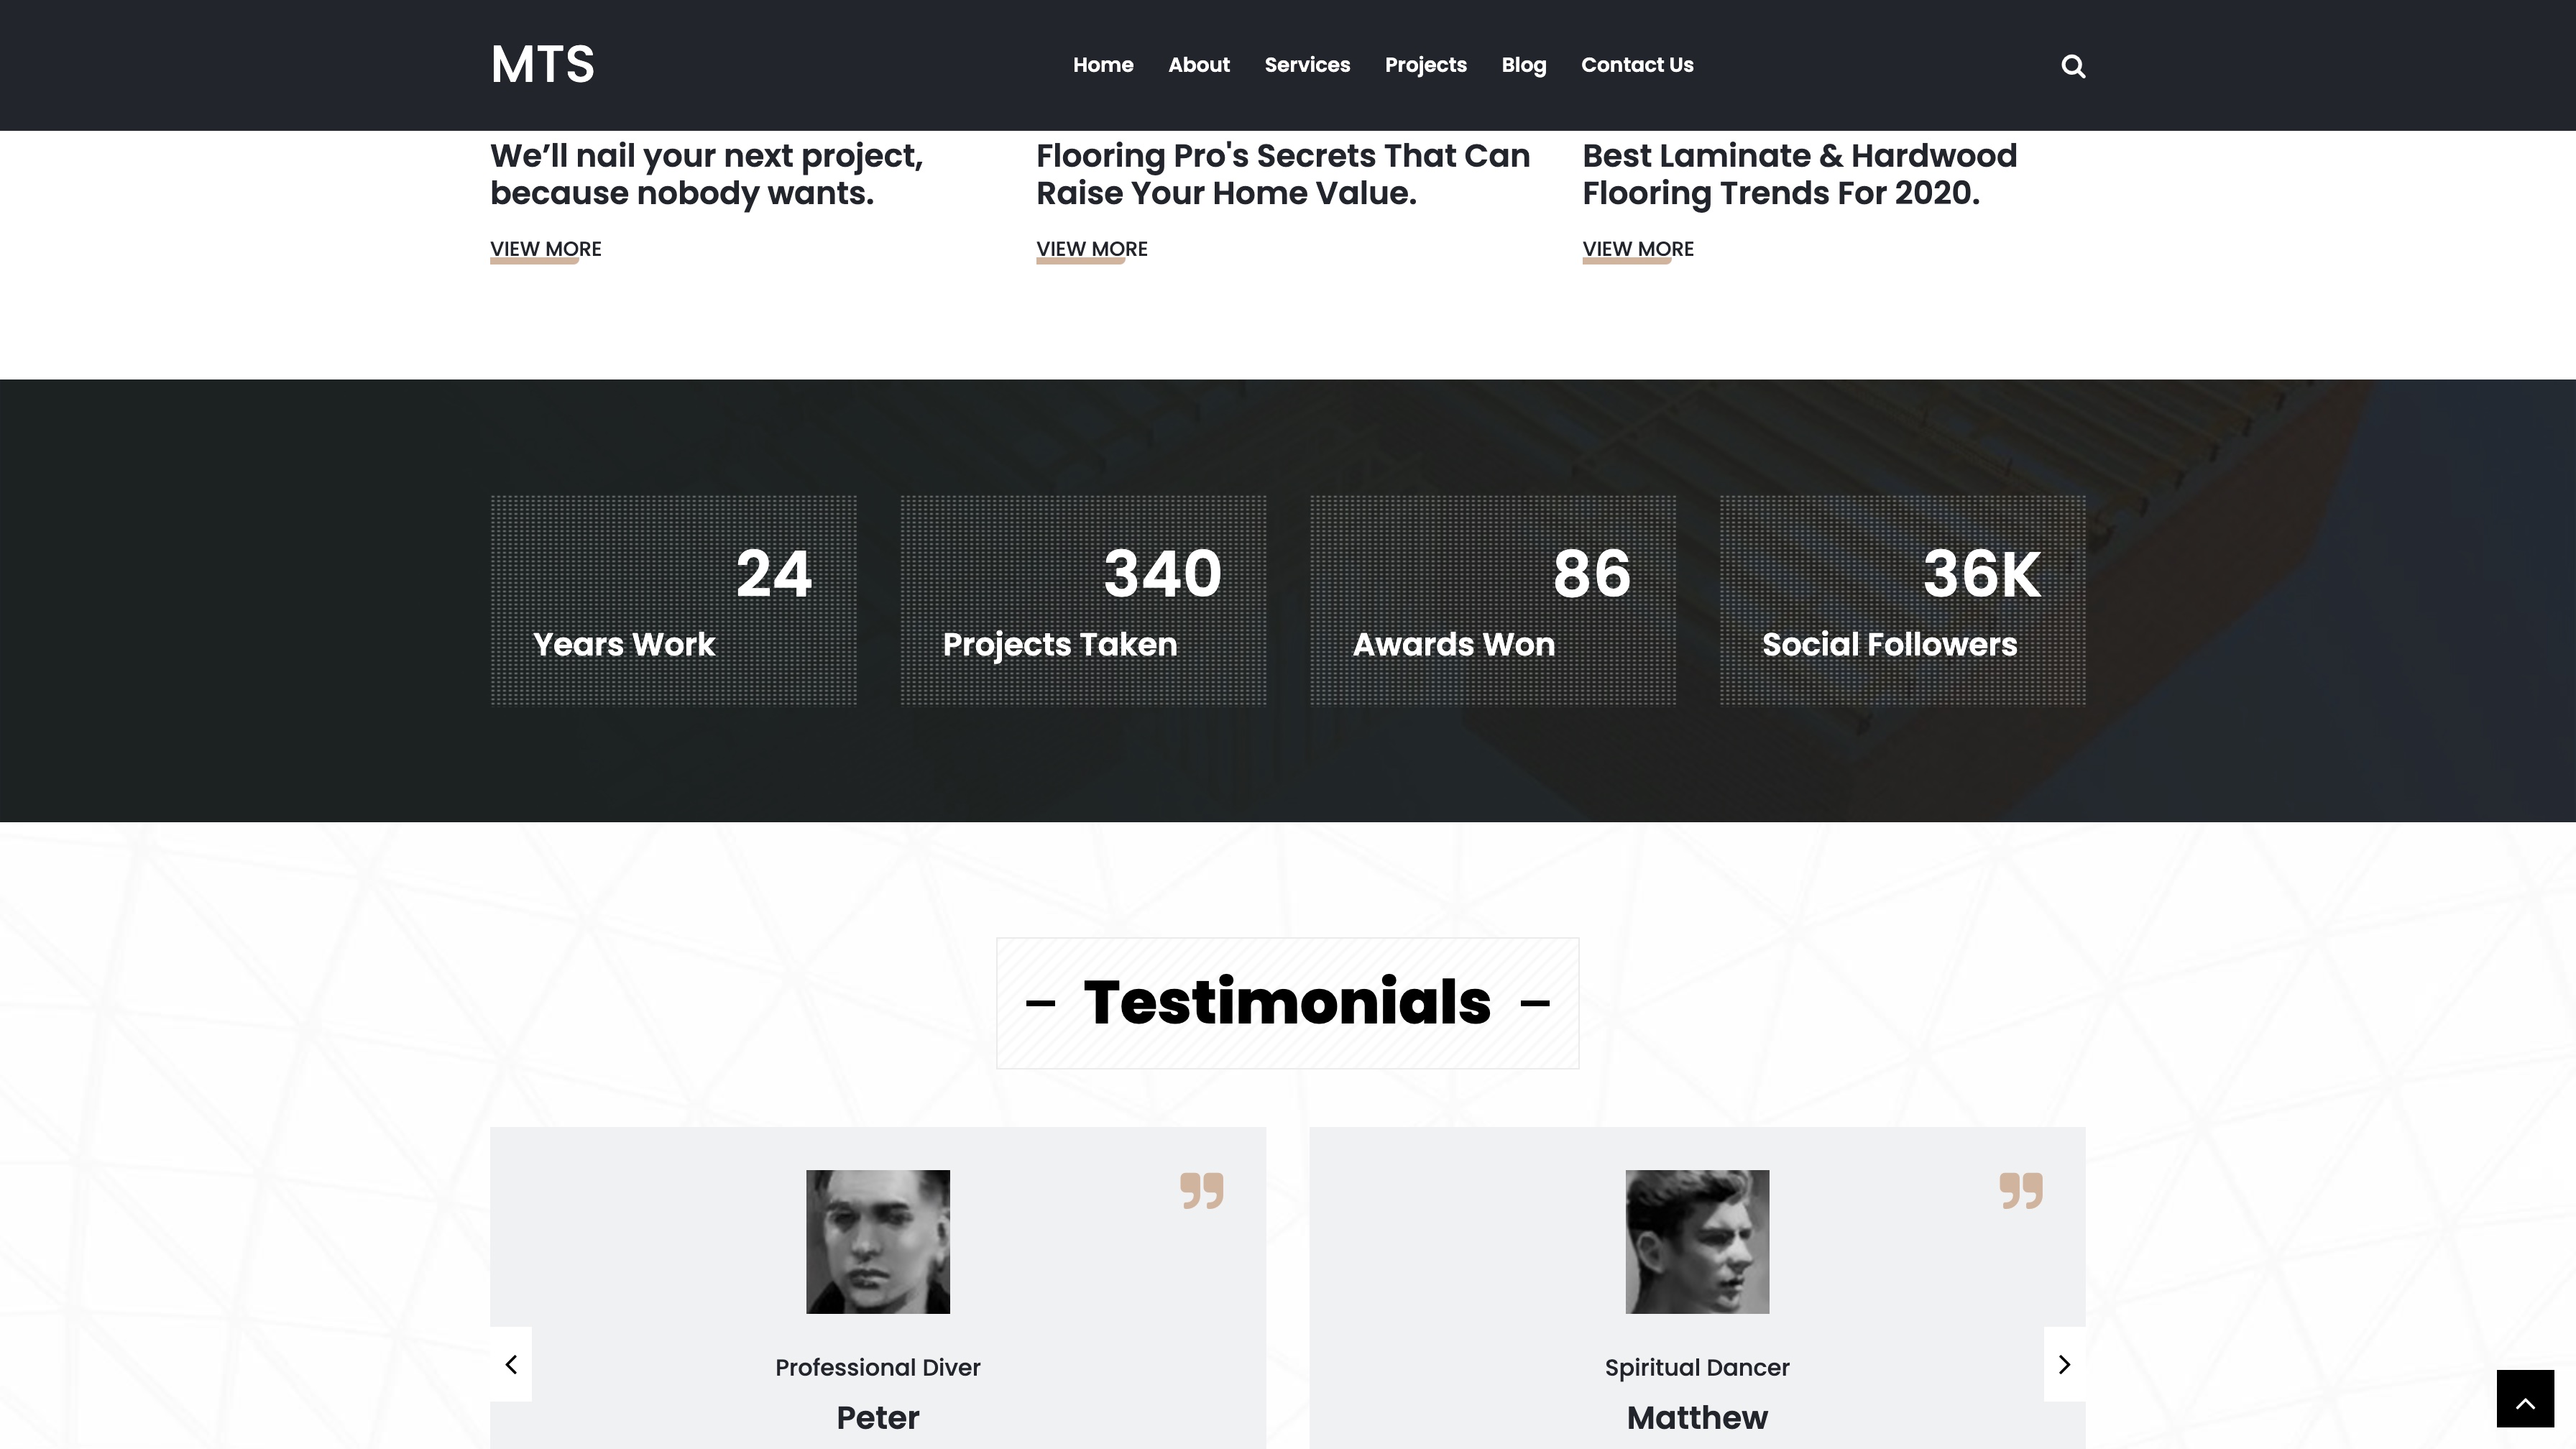 MTS
Home About Services Projects Blog Contact Us
We’ll nail your next project,
because nobody wants.
VIEW MORE
Flooring Pro's Secrets That Can
Raise Your Home Value.
VIEW MORE
Best Laminate & Hardwood
Flooring Trends For 2020.
VIEW MORE
24
Years Work
340
Projects Taken
86
Awards Won
36K
Social Followers
– Testimonials –
Professional Diver
Peter
Spiritual Dancer
Matthew